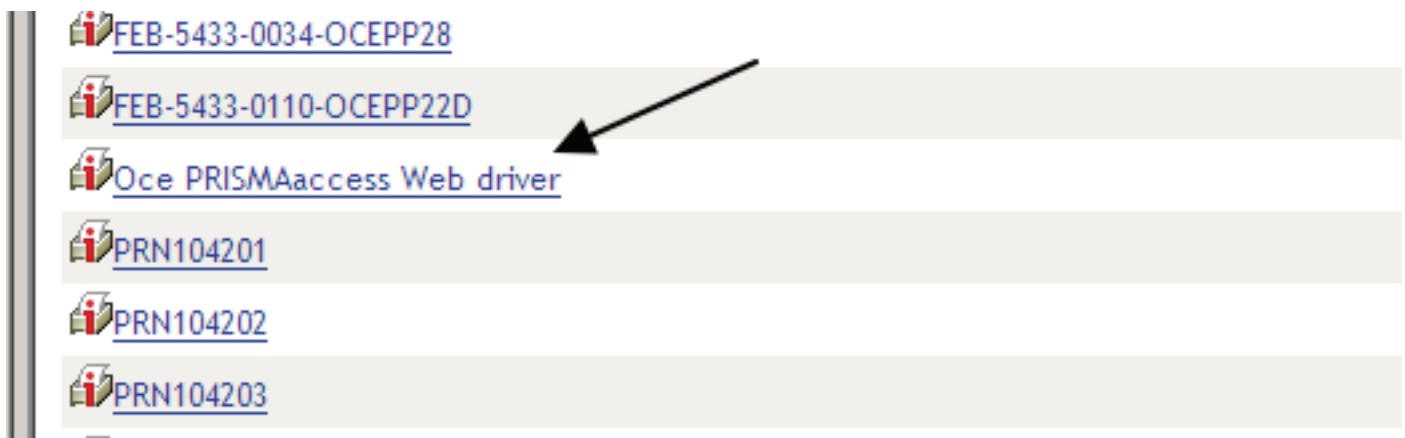 FEB-5433-0034-OCEPP28
FEB-5433-0110-OCEPP22D
Oce PRISMAaccess Web driver
PRN104201
PRN104202
PRN104203